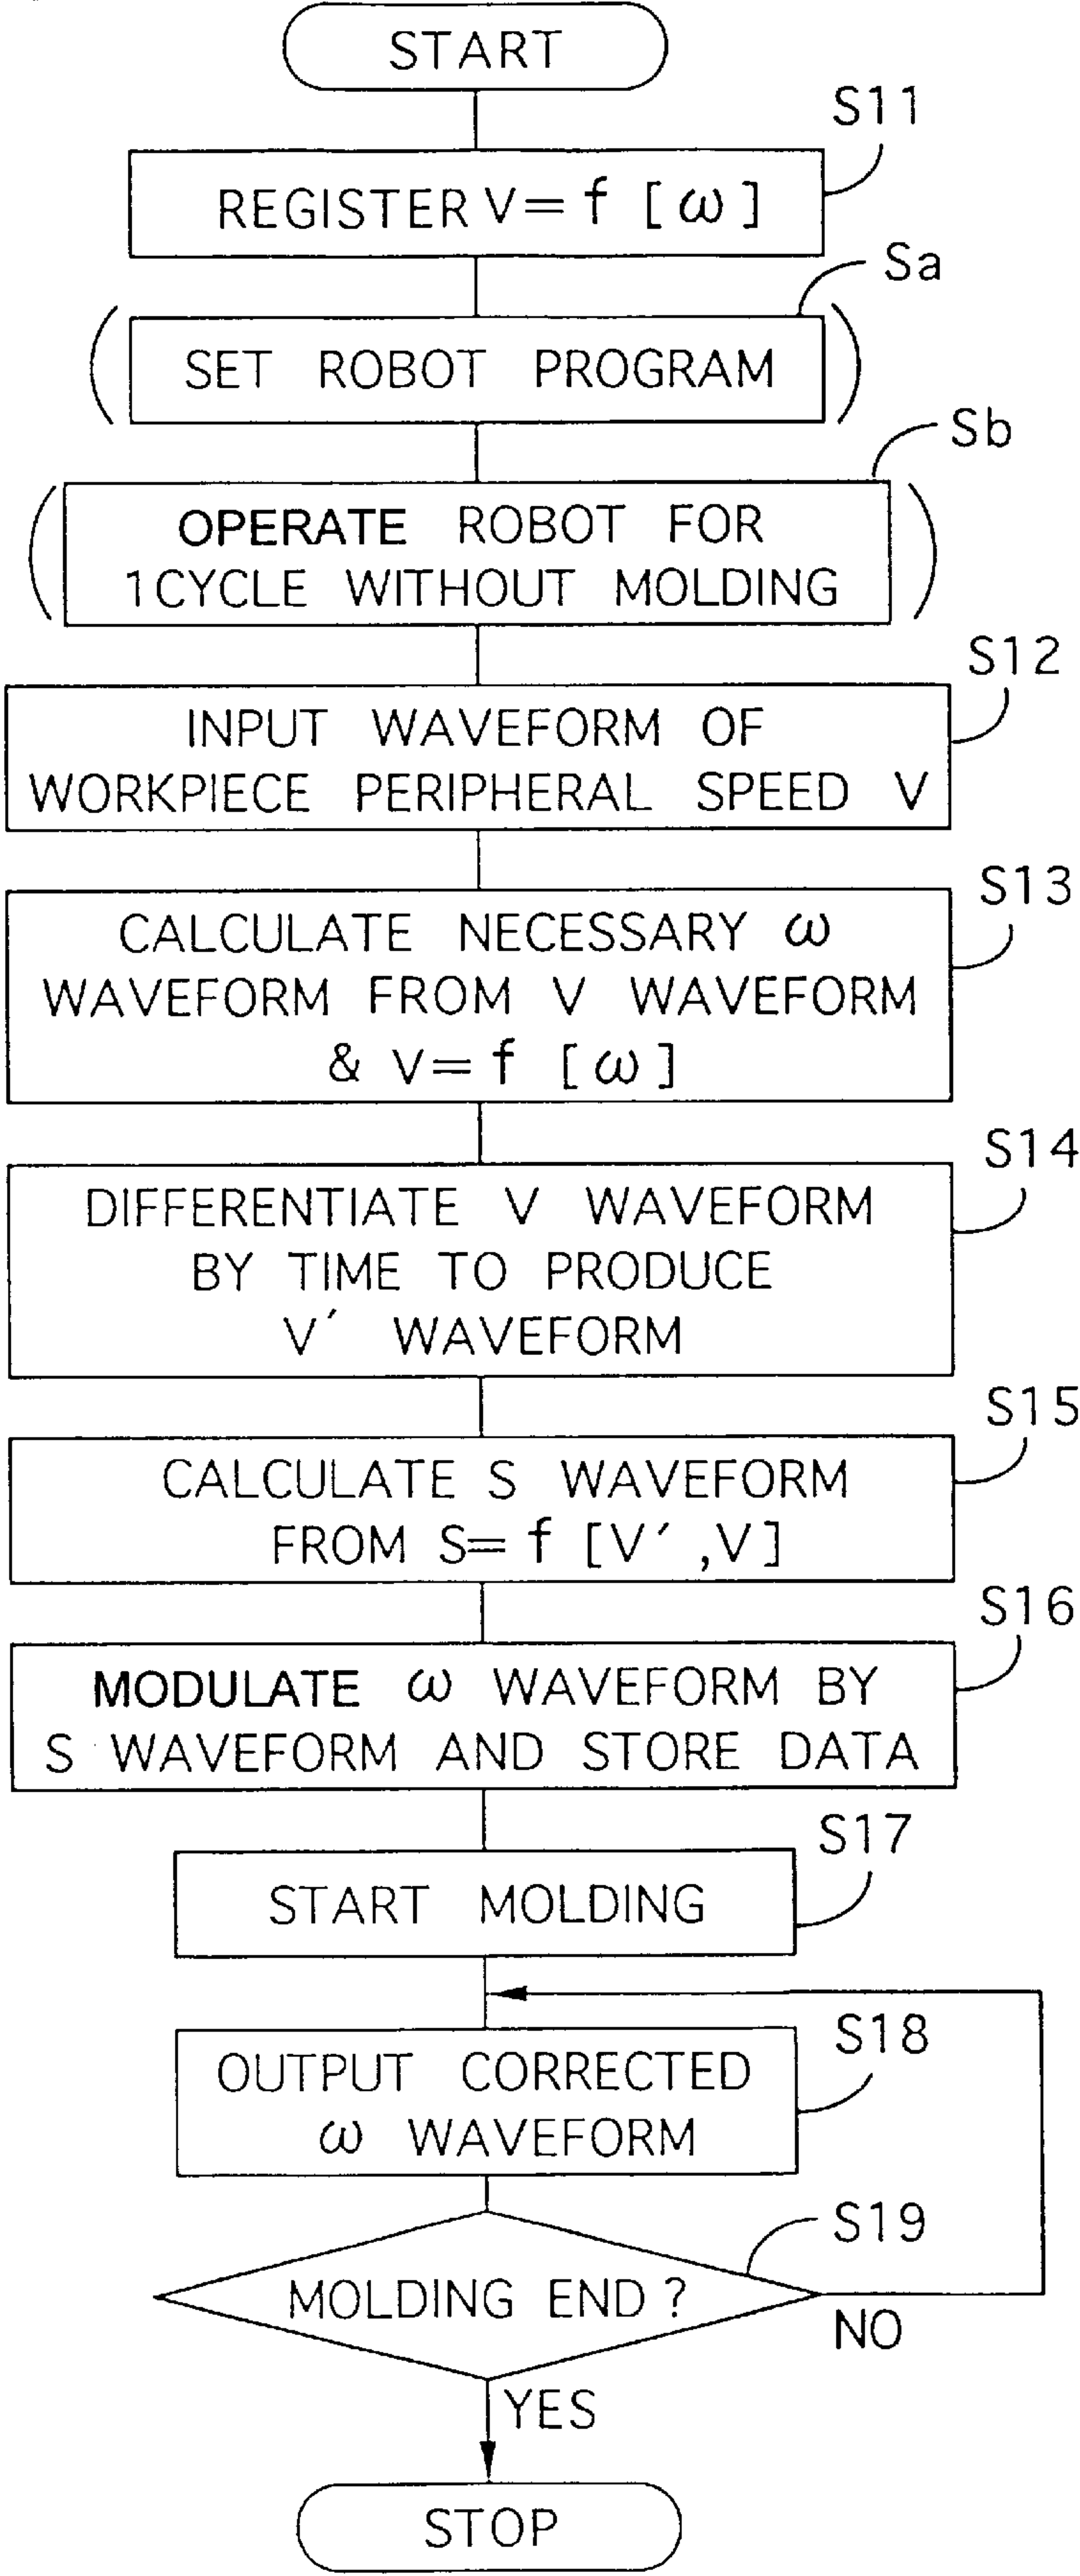 START
S11
REGISTER V=f [ω]
Sa
SET ROBOT PROGRAM
Sb
OPERATE ROBOT FOR
1CYCLE WITHOUT MOLDING
S12
INPUT WAVEFORM OF
WORKPIECE PERIPHERAL SPEED V
S13
CALCULATE NECESSARY ω
WAVEFORM FROM V WAVEFORM
& V=f [ω]
S14
DIFFERENTIATE V WAVEFORM
BY TIME TO PRODUCE
V′ WAVEFORM
S15
CALCULATE S WAVEFORM
FROM S=f [V′,V]
S16
MODULATE ω WAVEFORM BY
S WAVEFORM AND STORE DATA
S17
START MOLDING
S18
OUTPUT CORRECTED
ω WAVEFORM
S19
MOLDING END ?
NO
YES
STOP